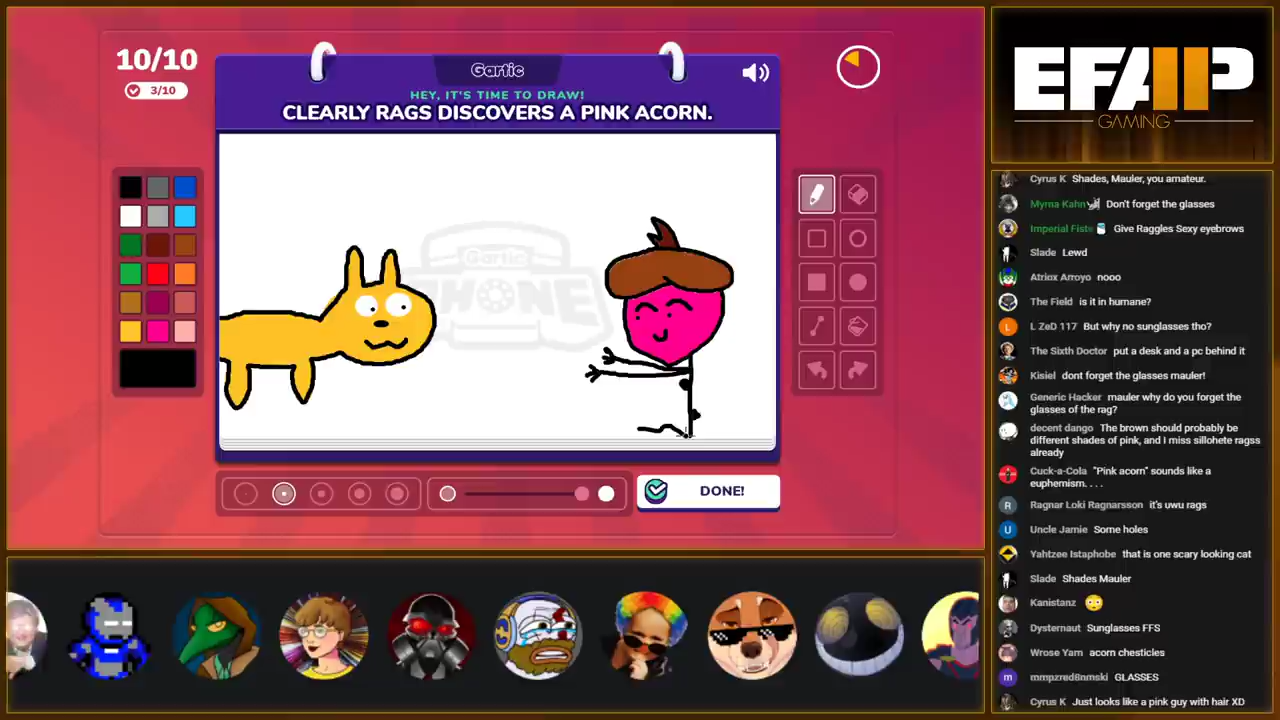 10/10
3/10
Gartic
HEY, IT'S TIME TO DRAW!
CLEARLY RAGS DISCOVERS A PINK ACORN.
Gartic
PHONE
DONE!
EFAP
GAMING
Cyrus K Shades, Mauler, you amateur.
Myrna Kahn Don't forget the glasses
Imperial Fists Give Raggles Sexy eyebrows
Slade Lewd
Atriox Arroyo nooo
The Field is it in humane?
L ZeD 117 But why no sunglasses tho?
The Sixth Doctor put a desk and a pc behind it
Kisiel dont forget the glasses mauler!
Generic Hacker mauler why do you forget the
glasses of the rag?
decent dango The brown should probably be
different shades of pink, and I miss sillohete ragss
already
Cuck-a-Cola "Pink acorn" sounds like a
euphemism. . . .
Ragnar Loki Ragnarsson it's uwu rags
Uncle Jamie Some holes
Yahtzee Istaphobe that is one scary looking cat
Slade Shades Mauler
Kanistanz
Dysternaut Sunglasses FFS
Wrose Yam acorn chesticles
mmpzred8nmski GLASSES
Cyrus K Just looks like a pink guy with hair XD